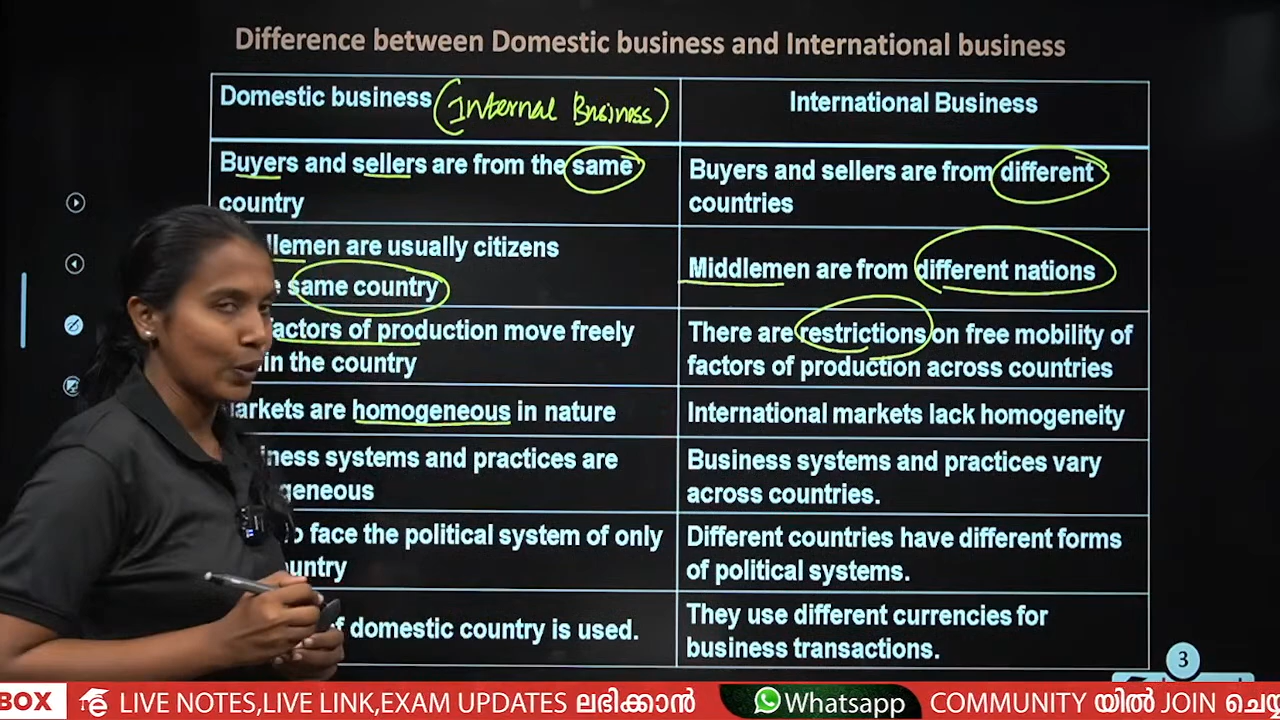 Difference between Domestic business and International business
Domestic business (Internal Business)
International Business
Buyers and sellers are from the same
country
Buyers and sellers are from different
countries
are usually citizens
same country
Middlemen are from different nations
factors of production move freely
in the country
There are restrictions on free mobility of
factors of production across countries
are homogeneous in nature
International markets lack homogeneity
systems and practices are
Business systems and practices vary
across countries.
face the political system of only
Different countries have different forms
of political systems.
of domestic country is used.
They use different currencies for
business transactions.
3
BOX LIVE NOTES,LIVE LINK,EXAM UPDATES ലഭിക്കാൻ Whatsapp COMMUNITY യിൽ JOIN